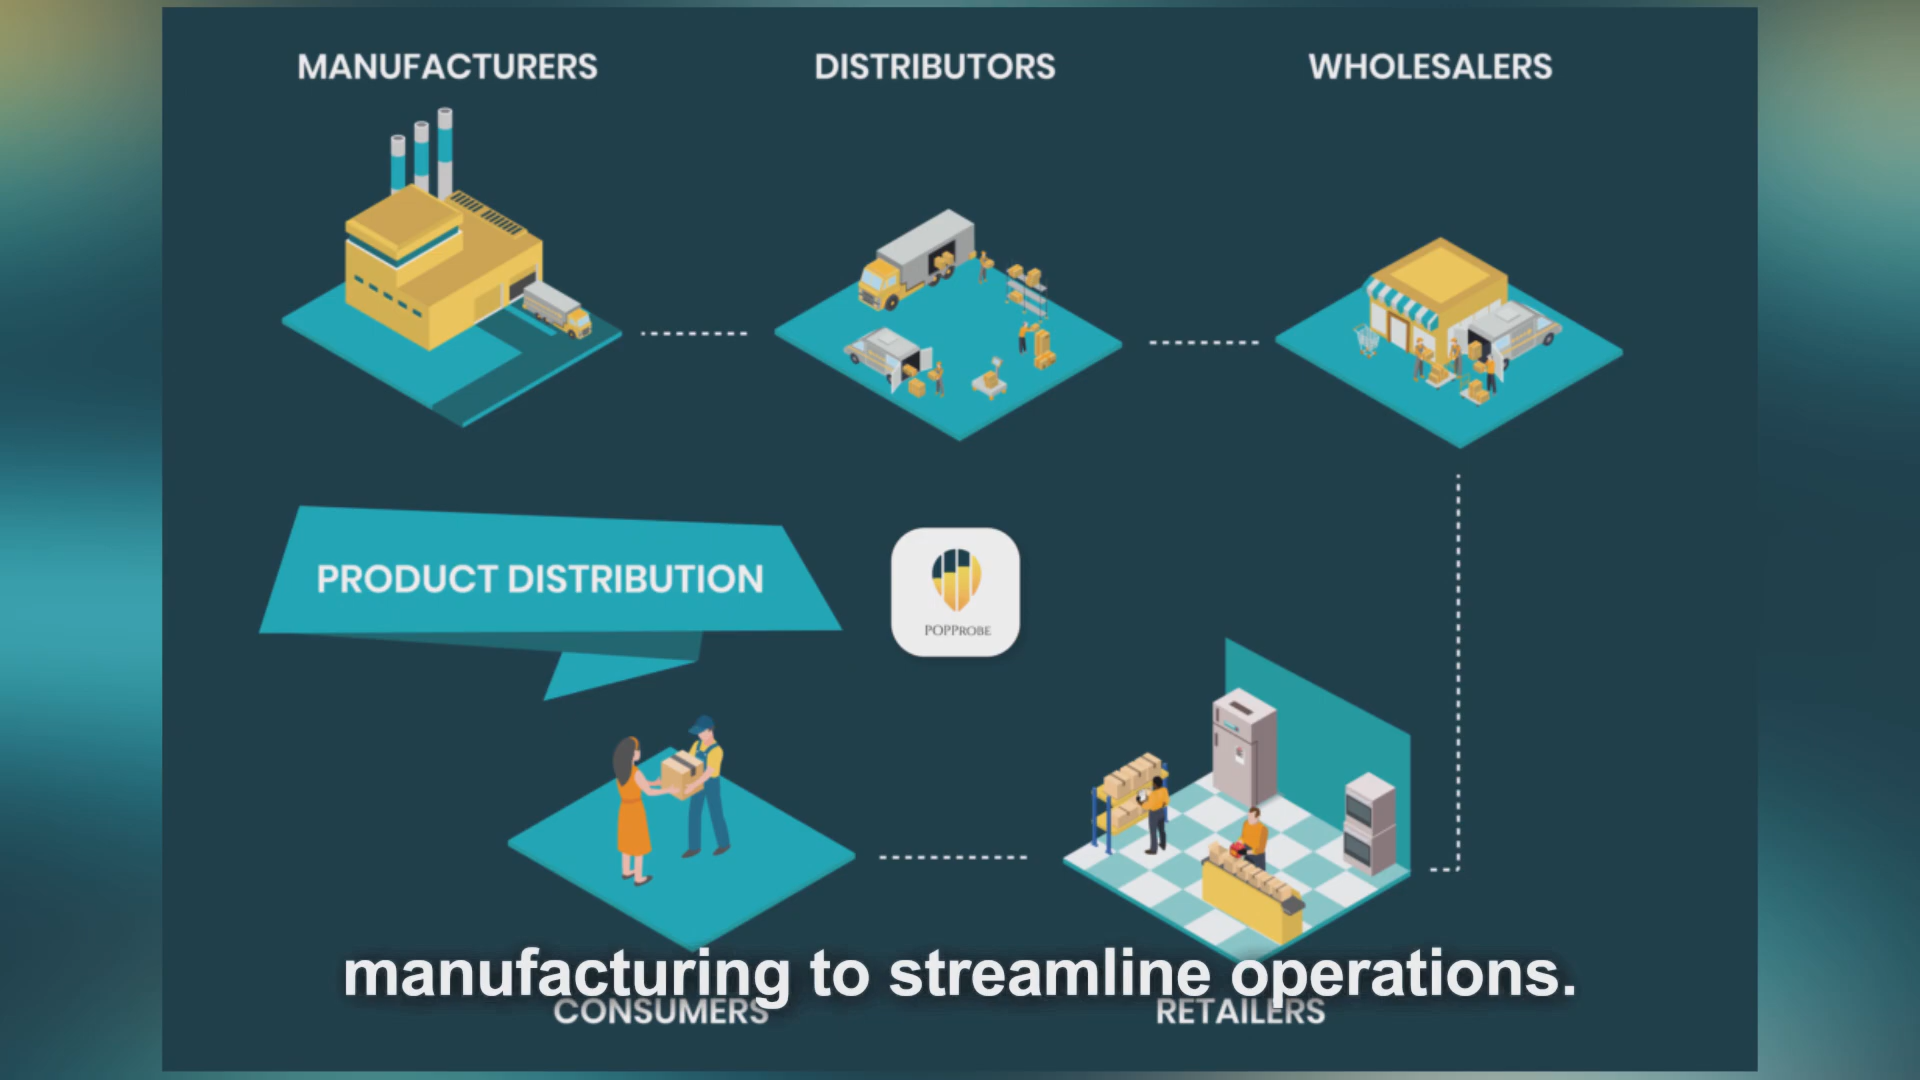 MANUFACTURERS
DISTRIBUTORS
WHOLESALERS
PRODUCT DISTRIBUTION
POPPROBE
manufacturing to streamline operations.
CONSUMERS
RETAILERS